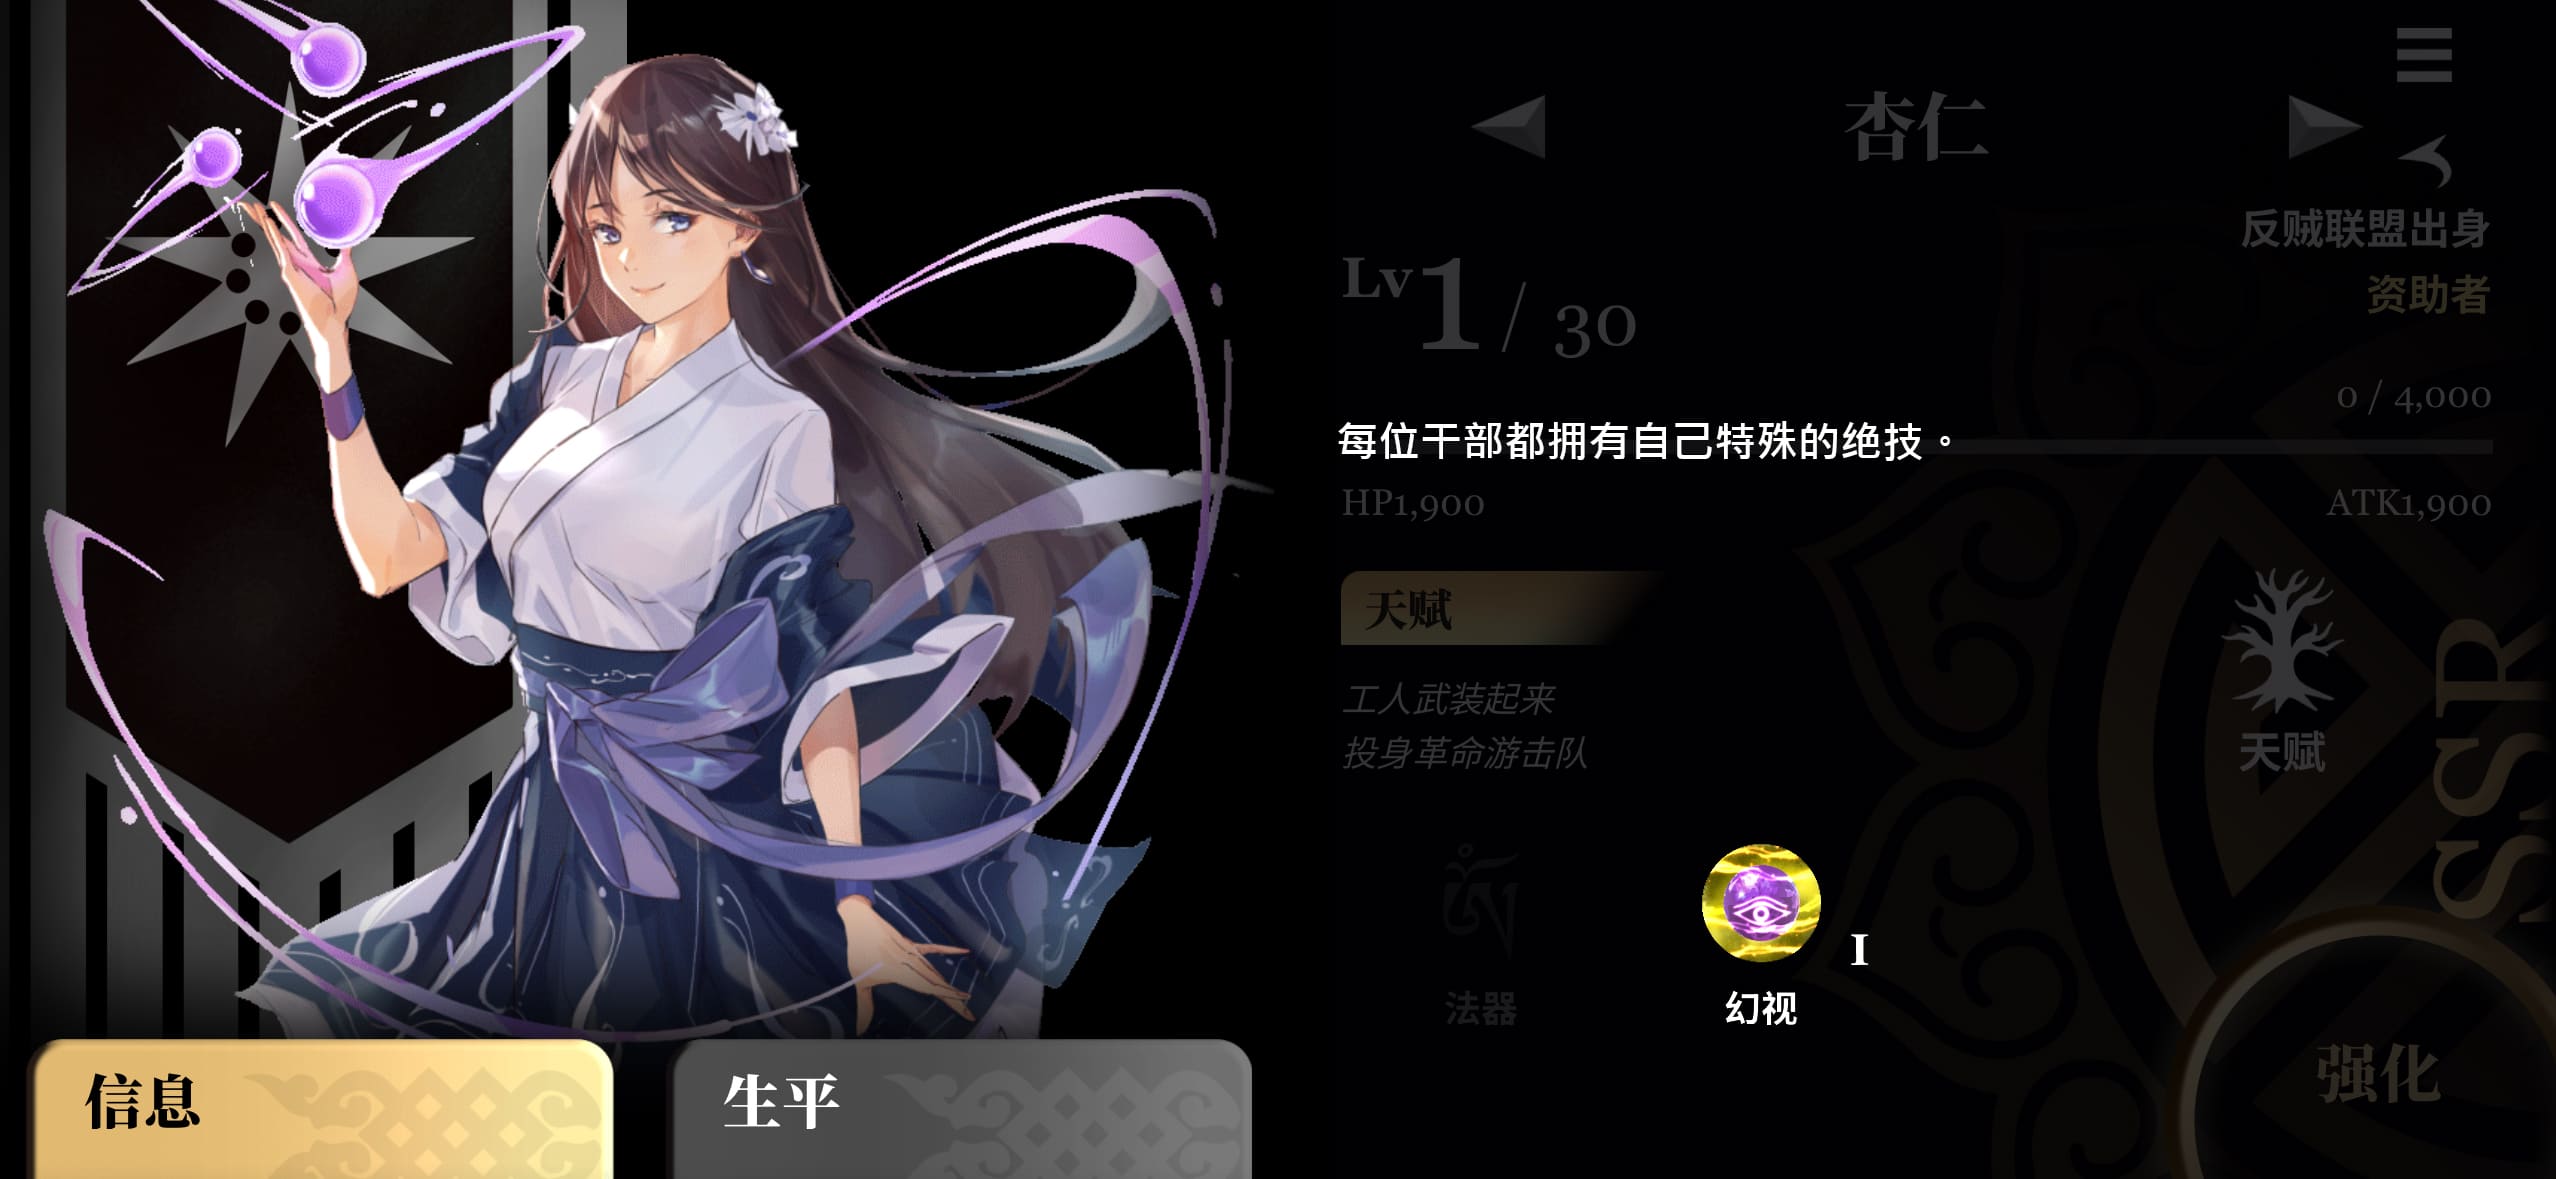 杏仁
反贼联盟出身
资助者
Lv 1 / 30
0 / 4,000
每位干部都拥有自己特殊的绝技。
HP1,900
ATK1,900
天赋
工人武装起来
投身革命游击队
天赋
SSR
I
法器
幻视
强化
信息
生平